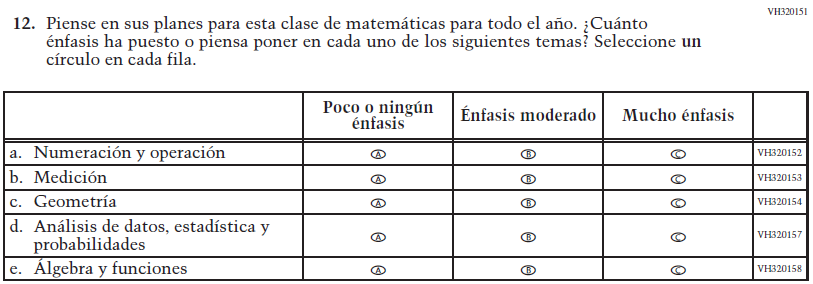 VH320151
12. Piense en sus planes para esta clase de matemáticas para todo el año. ¿Cuánto
énfasis ha puesto o piensa poner en cada uno de los siguientes temas? Seleccione un
círculo en cada fila.
Poco o ningún
énfasis
Énfasis moderado
Mucho énfasis
a. Numeración y operación A B C VH320152
b. Medición A B C VH320153
c. Geometría A B C VH320154
d. Análisis de datos, estadística y
probabilidades A B C VH320157
e. Álgebra y funciones A B C VH320158